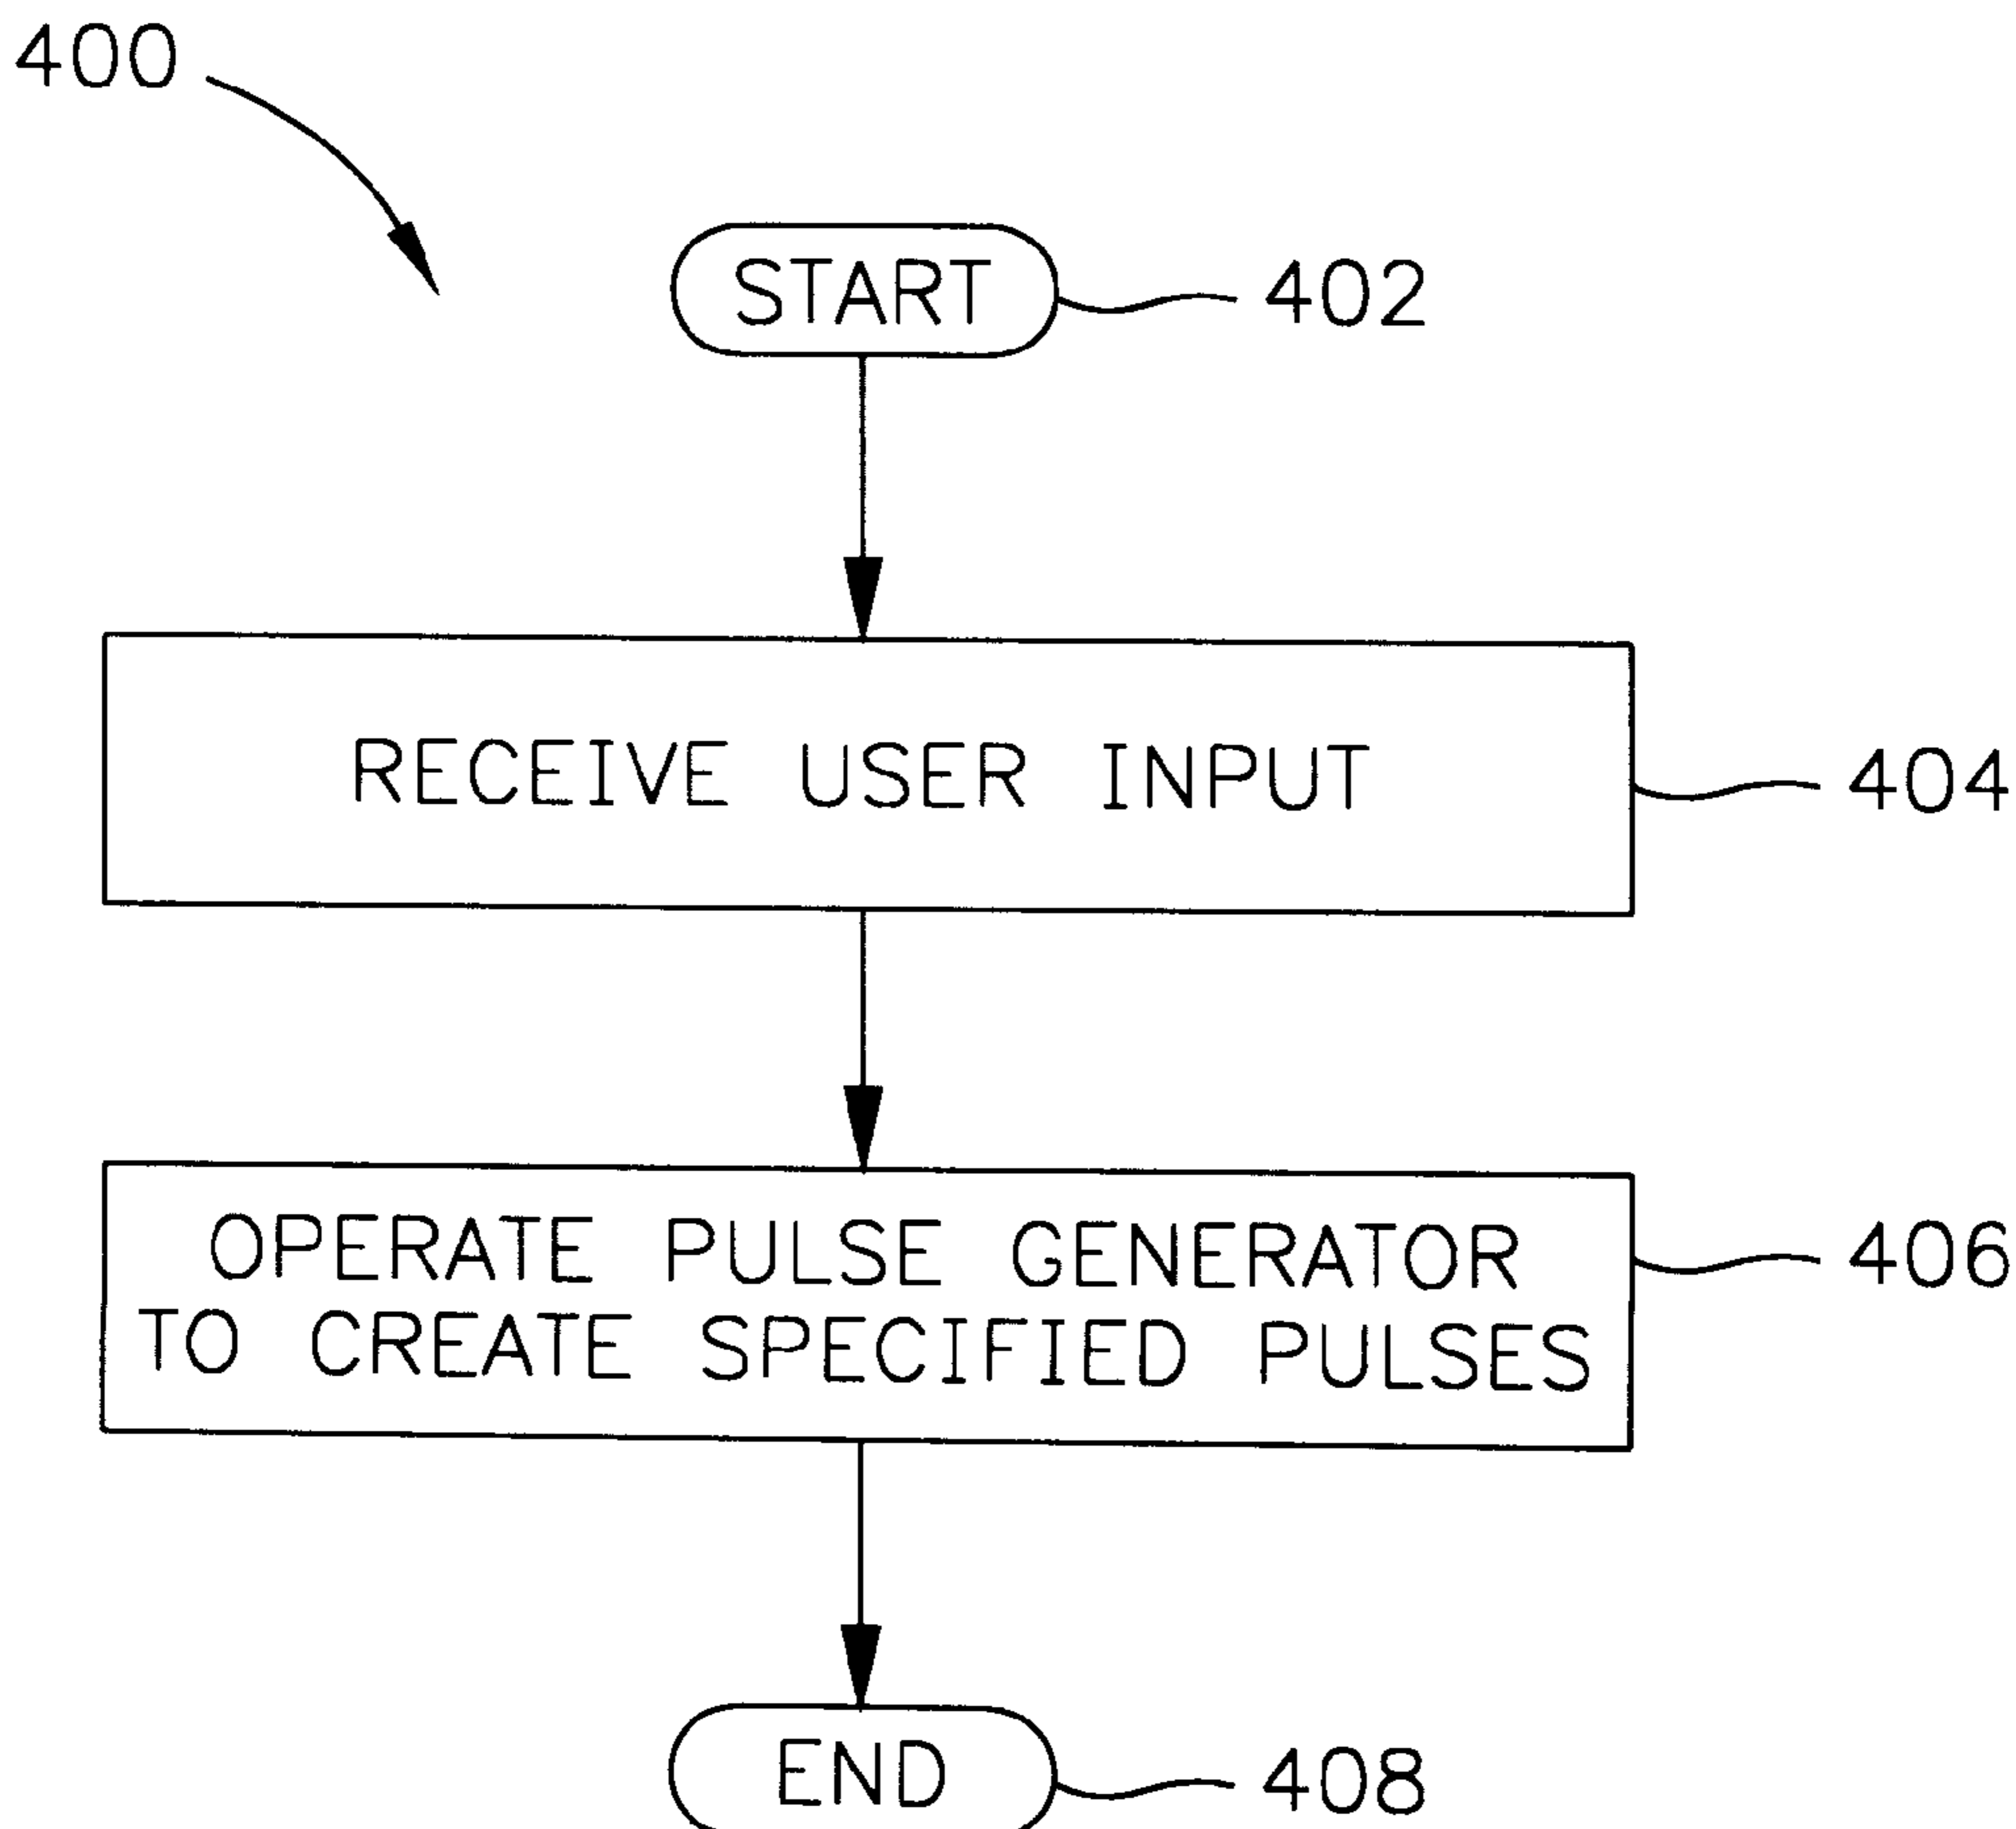 400
START
402
RECEIVE USER INPUT
404
OPERATE PULSE GENERATOR
TO CREATE SPECIFIED PULSES
406
END
408